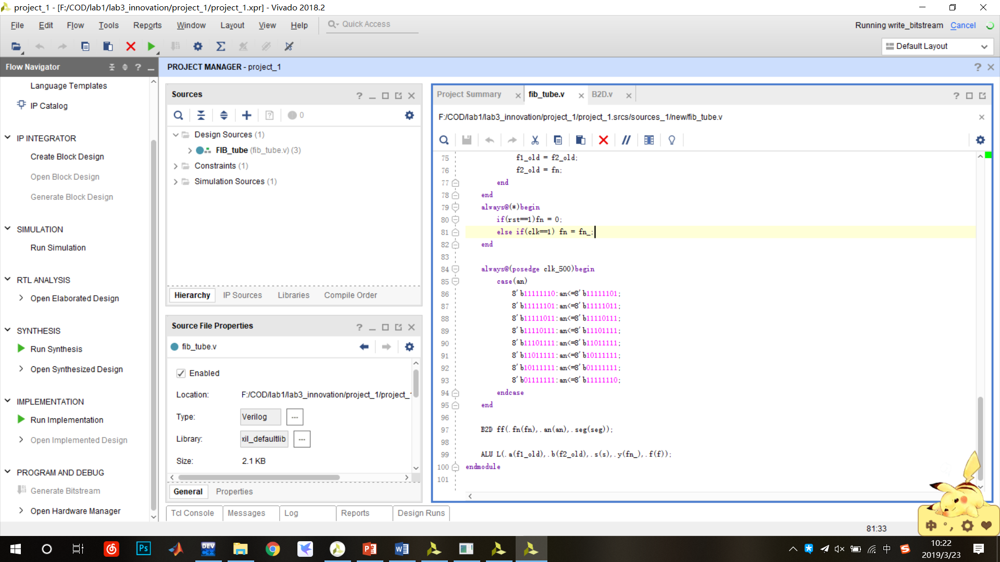 project_1 - [F:/COD/lab1/lab3_innovation/project_1/project_1.xpr] - Vivado 2018.2
File Edit Flow Tools Reports Window Layout View Help Quick Access
Running write_bitstream Cancel
Default Layout
Flow Navigator
PROJECT MANAGER - project_1
Language Templates
IP Catalog
IP INTEGRATOR
Create Block Design
Open Block Design
Generate Block Design
SIMULATION
Run Simulation
RTL ANALYSIS
Open Elaborated Design
SYNTHESIS
Run Synthesis
Open Synthesized Design
IMPLEMENTATION
Run Implementation
Open Implemented Design
PROGRAM AND DEBUG
Generate Bitstream
Open Hardware Manager
Sources
0
Design Sources (1)
FIB_tube (fib_tube.v) (3)
Constraints (1)
Simulation Sources (1)
Hierarchy IP Sources Libraries Compile Order
Source File Properties
fib_tube.v
Enabled
Location: F:/COD/lab1/lab3_innovation/project_1/project_1
Type: Verilog ...
Library: xil_defaultlib ...
Size: 2.1 KB
General Properties
Tcl Console Messages Log Reports Design Runs
Project Summary fib_tube.v B2D.v
F:/COD/lab1/lab3_innovation/project_1/project_1.srcs/sources_1/new/fib_tube.v
75 f1_old = f2_old;
76 f2_old = fn;
77 end
78 end
79 always@(*)begin
80 if(rst==1)fn = 0;
81 else if(clk==1) fn = fn_;
82 end
83
84 always@(posedge clk_500)begin
85 case(an)
86 8'b11111110:an<=8'b11111101;
87 8'b11111101:an<=8'b11111011;
88 8'b11111011:an<=8'b11110111;
89 8'b11110111:an<=8'b11101111;
90 8'b11101111:an<=8'b11011111;
91 8'b11011111:an<=8'b10111111;
92 8'b10111111:an<=8'b01111111;
93 8'b01111111:an<=8'b11111110;
94 endcase
95 end
96
97 B2D ff(.fn(fn),.an(an),.seg(seg));
98
99 ALU L(.a(f1_old),.b(f2_old),.s(s),.y(fn_),.f(f));
100 endmodule
101
81:33
中 °,
Ps
DEV C++
中
10:22
2019/3/23